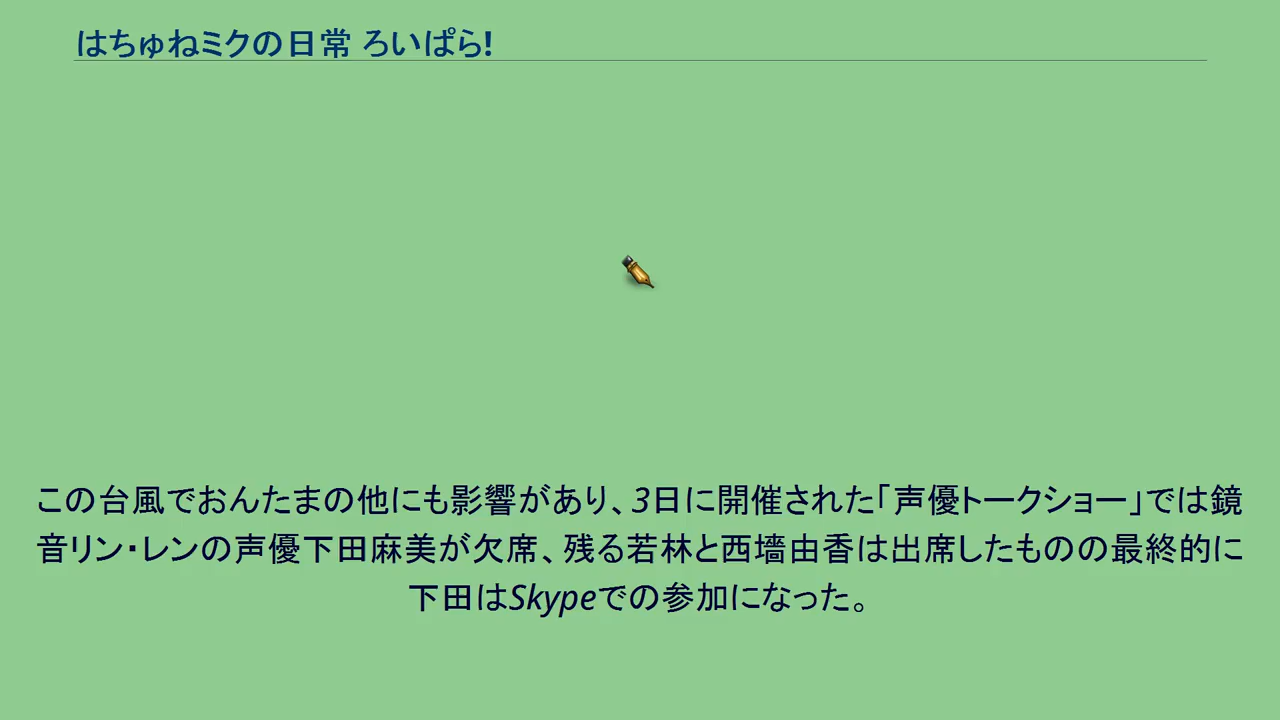 はちゅねミクの日常 ろいぱら!
この台風でおんたまの他にも影響があり、3日に開催された「声優トークショー」では鏡
音リン・レンの声優下田麻美が欠席、残る若林と西墻由香は出席したものの最終的に
下田はSkypeでの参加になった。